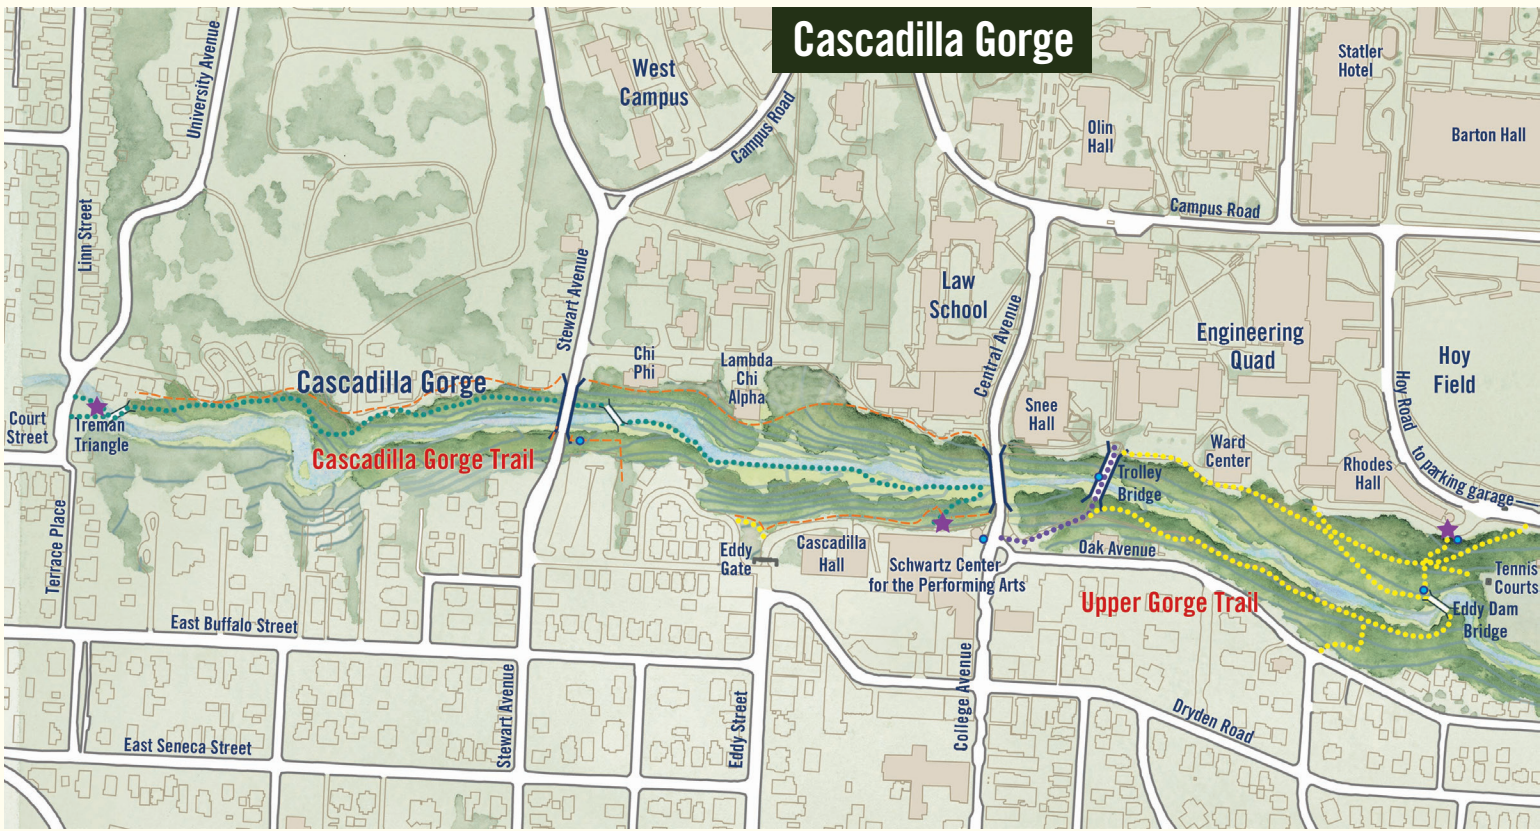 Cascadilla Gorge
University Avenue
West
Campus
Campus Road
Statler
Hotel
Olin
Hall
Barton Hall
Linn Street
Campus Road
Stewart Avenue
Law
School
Central Avenue
Engineering
Quad
Hoy
Field
Hoy Road
Chi
Phi
Lambda
Chi
Alpha
Cascadilla Gorge
Court
Street
Treman
Triangle
Cascadilla Gorge Trail
Snee
Hall
Ward
Center
Rhodes
Hall
to parking garage
Trolley
Bridge
Terrace Place
Eddy
Gate
Cascadilla
Hall
Schwartz Center
for the Performing Arts
Oak Avenue
Upper Gorge Trail
Tennis
Courts
Eddy Dam
Bridge
East Buffalo Street
Stewart Avenue
Eddy Street
College Avenue
Dryden Road
East Seneca Street